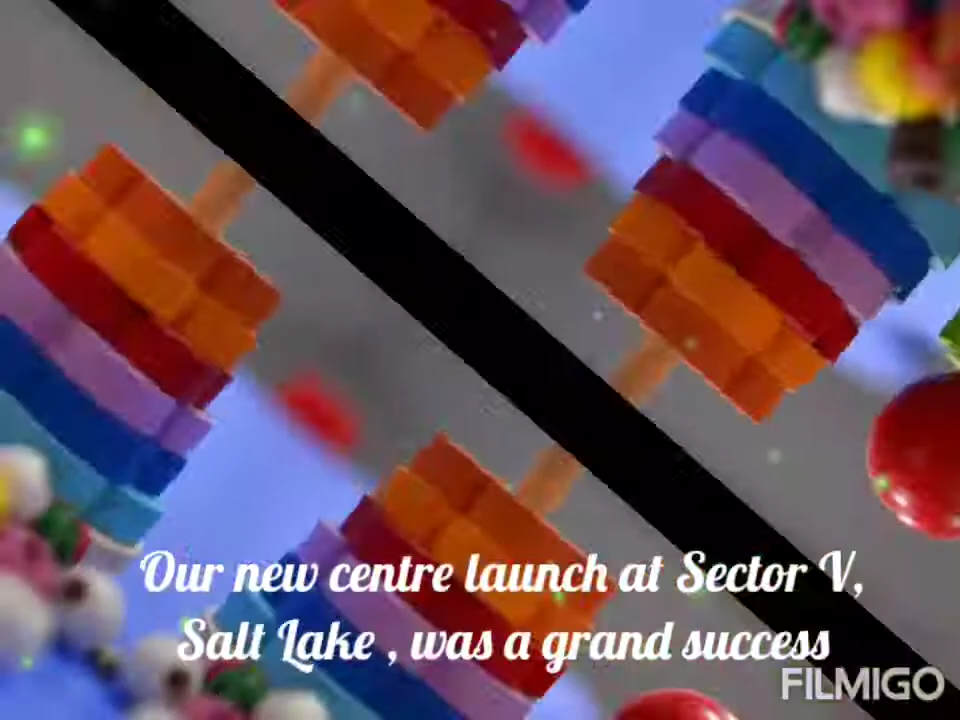 Our new centre launch at Sector V,
Salt Lake , was a grand success
FILMIGO